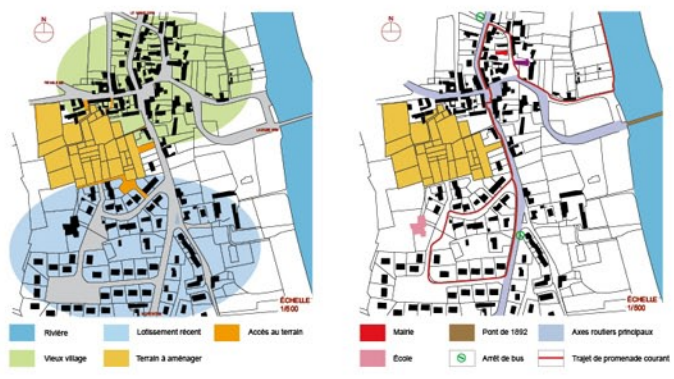 N
N
ÉCHELLE
1/500
ÉCHELLE
1/500
Rivière
Lotissement récent
Accès au terrain
Vieux village
Terrain à aménager
Mairie
Pont de 1892
Axes routiers principaux
École
Arrêt de bus
Trajet de promenade courant